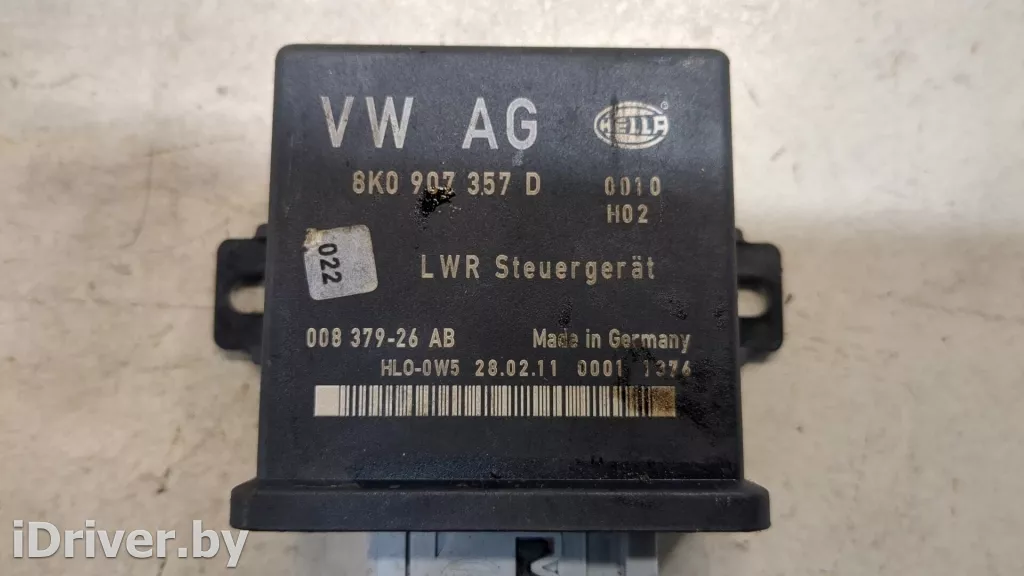 VW AG
HELLA
®
8K0 907 357 D 0010
H02
022
LWR Steuergerät
008 379-26 AB Made in Germany
HLO-0W5 28.02.11 0001 1376
iDriver.by